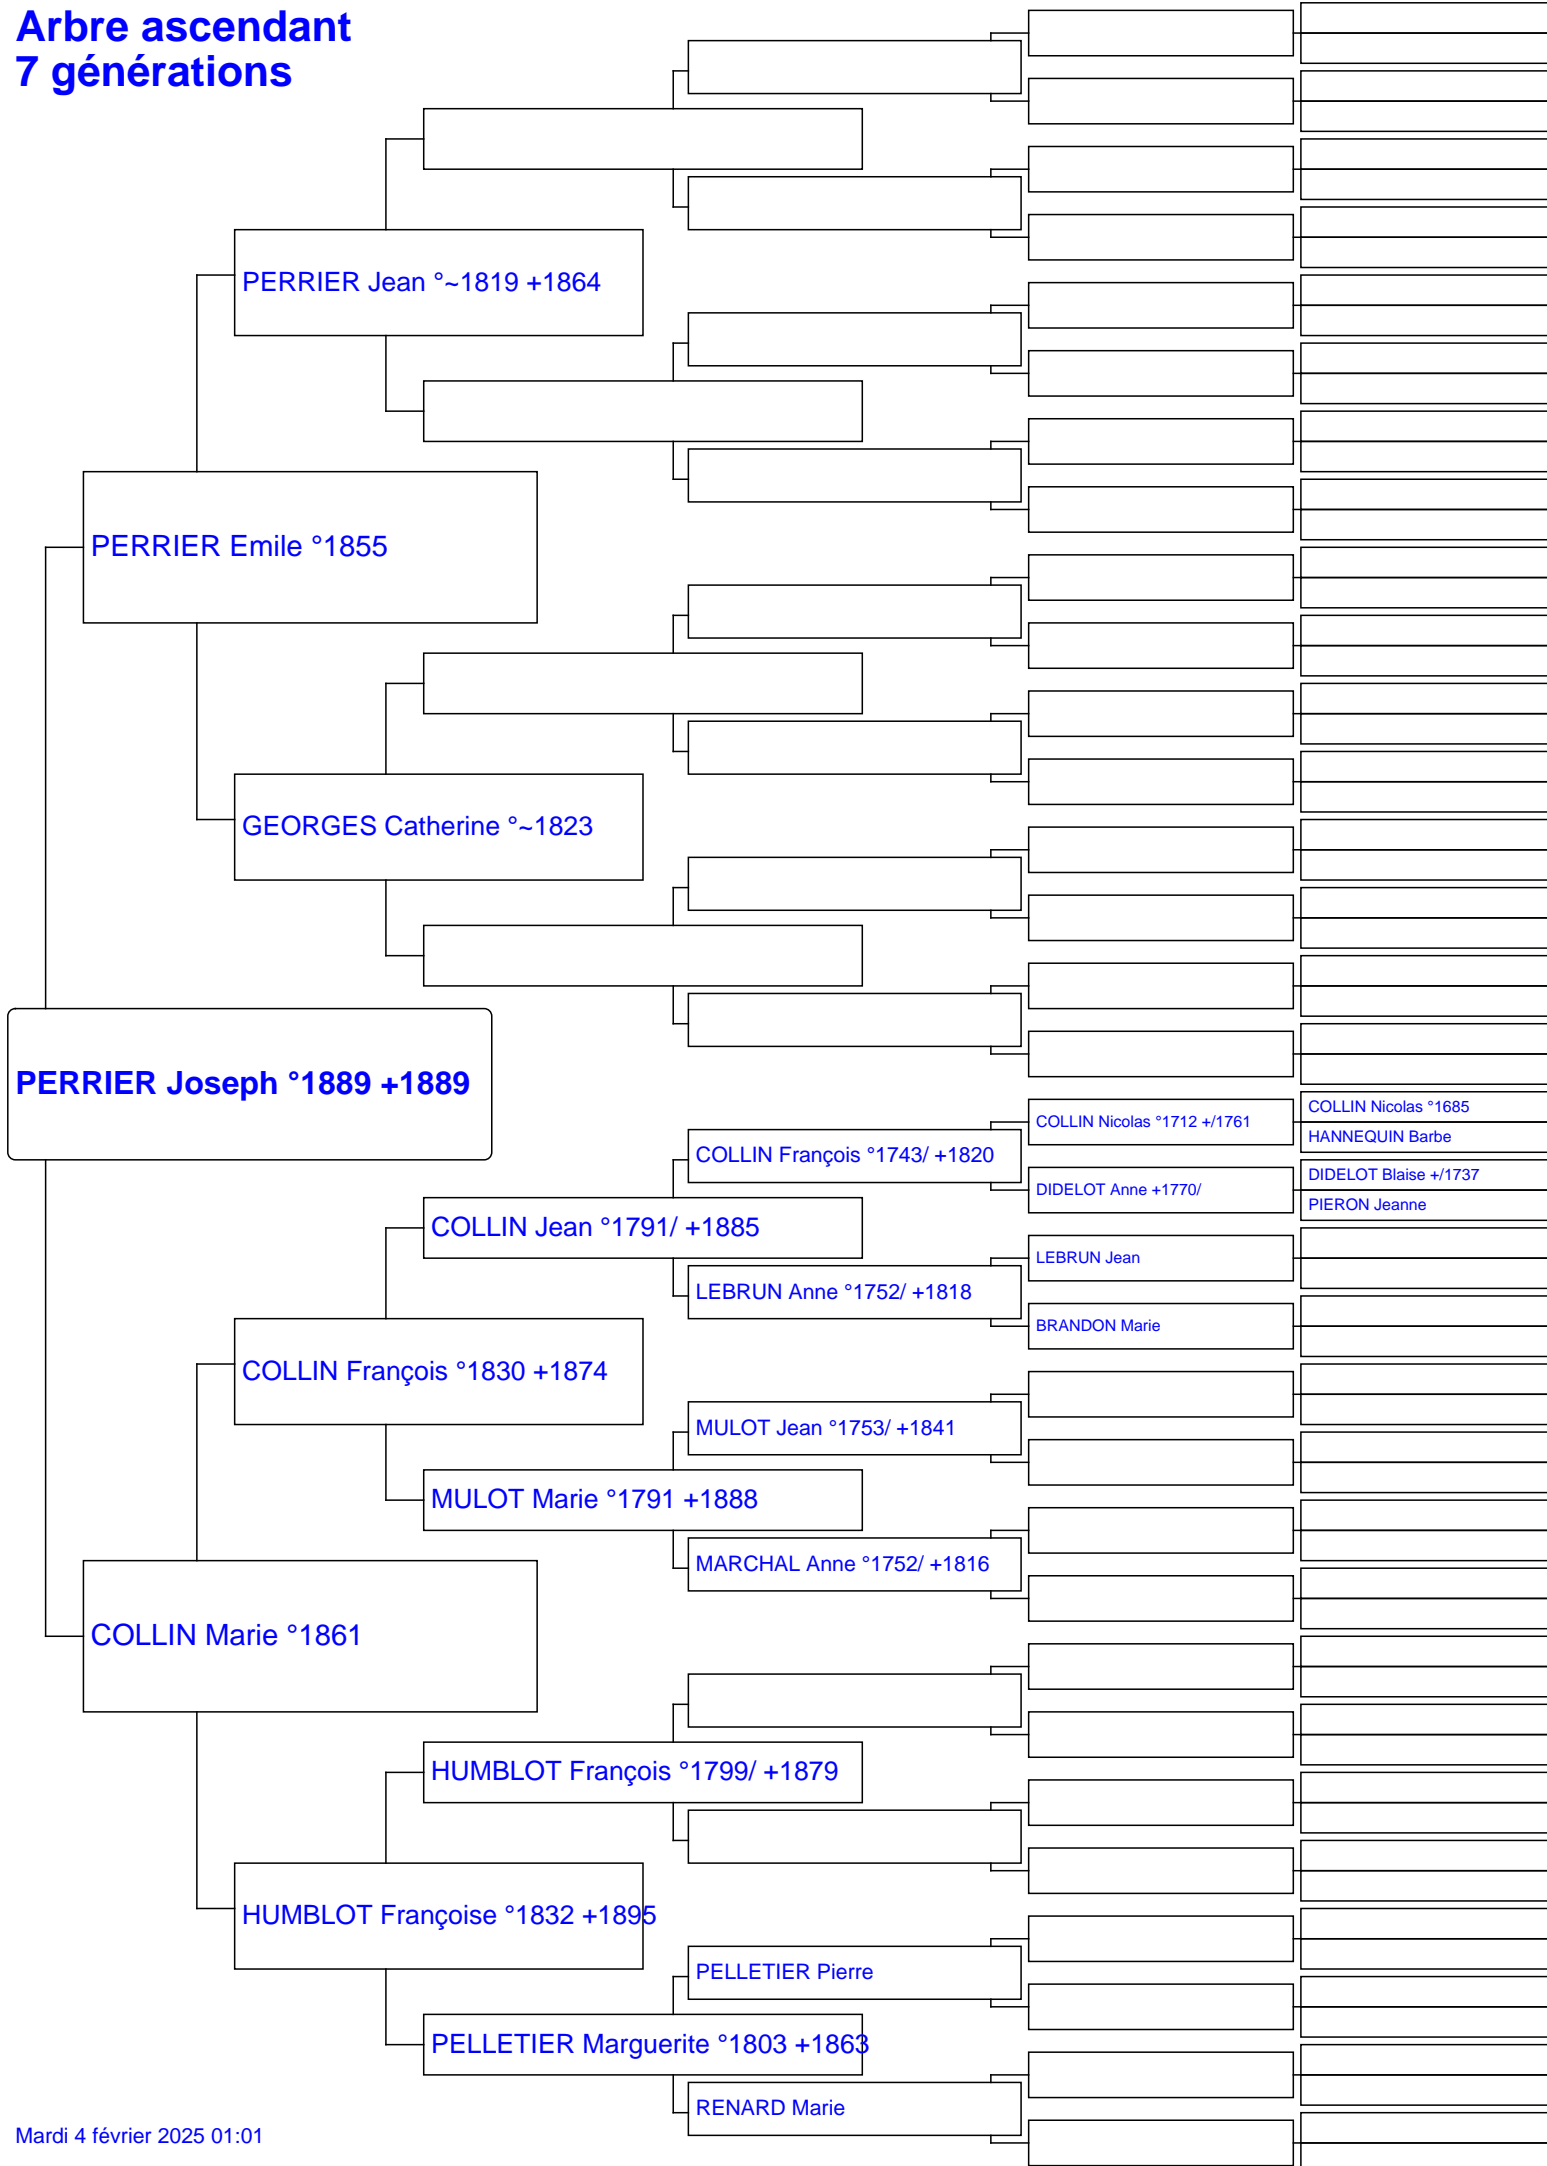 Arbre ascendant
7 générations
PERRIER Jean °~1819 +1864
PERRIER Emile °1855
GEORGES Catherine °~1823
PERRIER Joseph °1889 +1889
COLLIN Nicolas °1685
COLLIN Nicolas °1712 +/1761
HANNEQUIN Barbe
COLLIN François °1743/ +1820
DIDELOT Blaise +/1737
DIDELOT Anne +1770/
PIERON Jeanne
COLLIN Jean °1791/ +1885
LEBRUN Jean
LEBRUN Anne °1752/ +1818
BRANDON Marie
COLLIN François °1830 +1874
MULOT Jean °1753/ +1841
MULOT Marie °1791 +1888
MARCHAL Anne °1752/ +1816
COLLIN Marie °1861
HUMBLOT François °1799/ +1879
HUMBLOT Françoise °1832 +1895
PELLETIER Pierre
PELLETIER Marguerite °1803 +1863
RENARD Marie
Mardi 4 février 2025 01:01